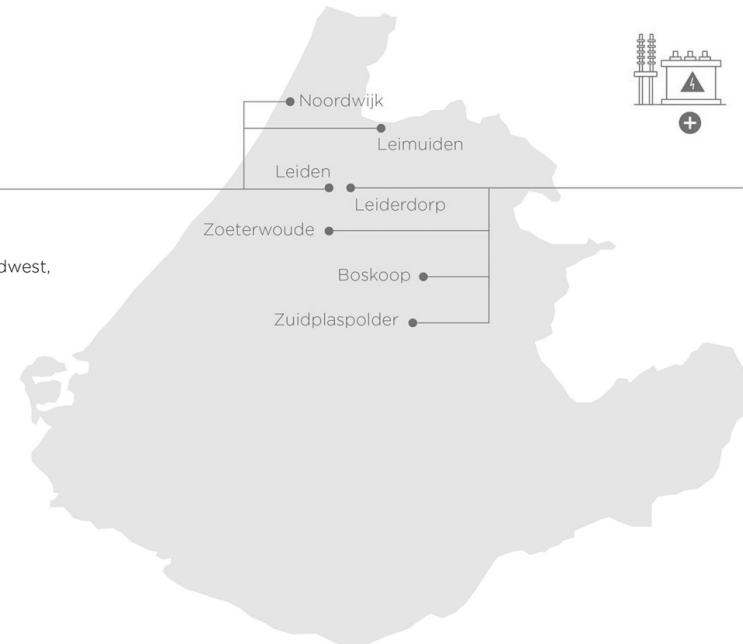 Noordwijk
Leimuiden
Leiden
Leiderdorp
Zoeterwoude
dwest,
Boskoop
Zuidplaspolder